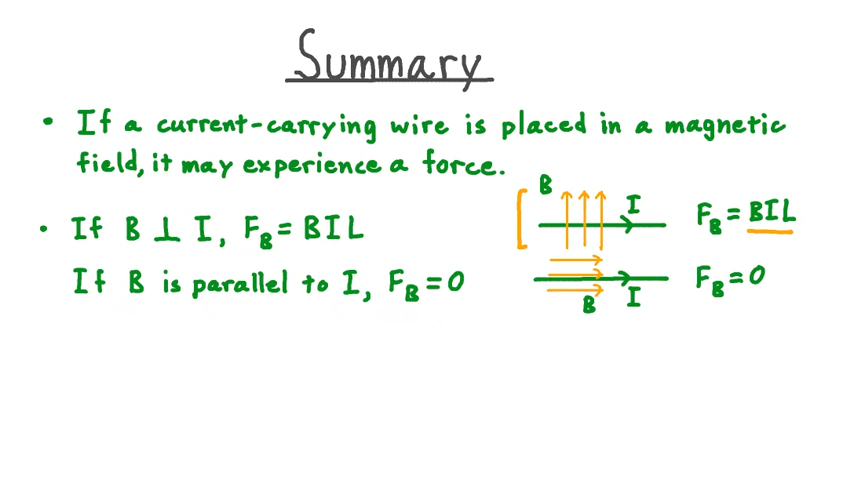 Summary
• If a current-carrying wire is placed in a magnetic
field, it may experience a force.
• If B ⊥ I, F_B = BIL
B
I
F_B = BIL
If B is parallel to I, F_B = 0
B
I
F_B = 0